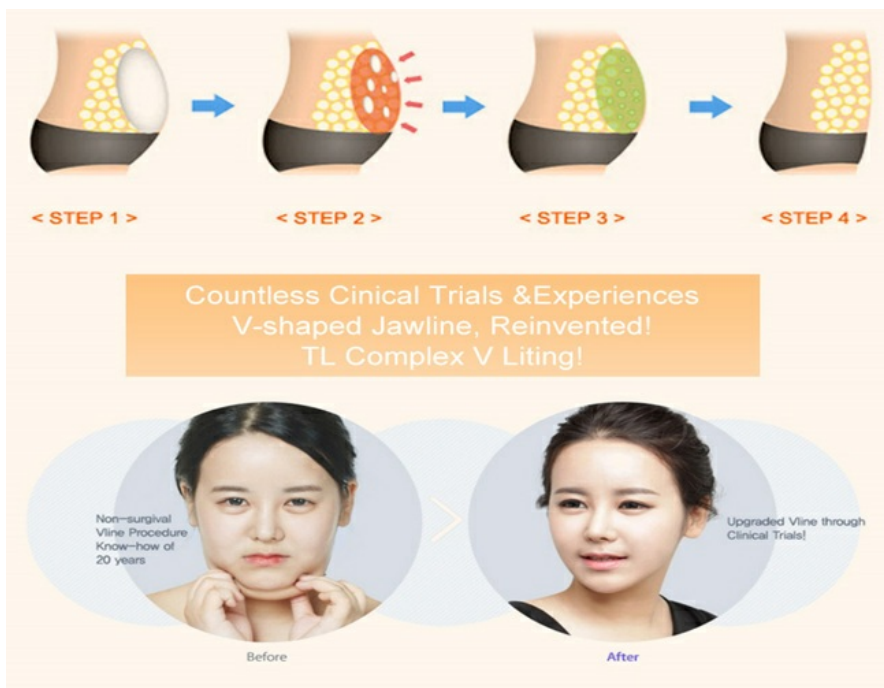 < STEP 1 >
< STEP 2 >
< STEP 3 >
< STEP 4 >
Countless Cinical Trials &Experiences
V-shaped Jawline, Reinvented!
TL Complex V Liting!
Non-surgival
Vline Procedure
Know-how of
20 years
Upgraded Vline through
Clinical Trials!
Before
After